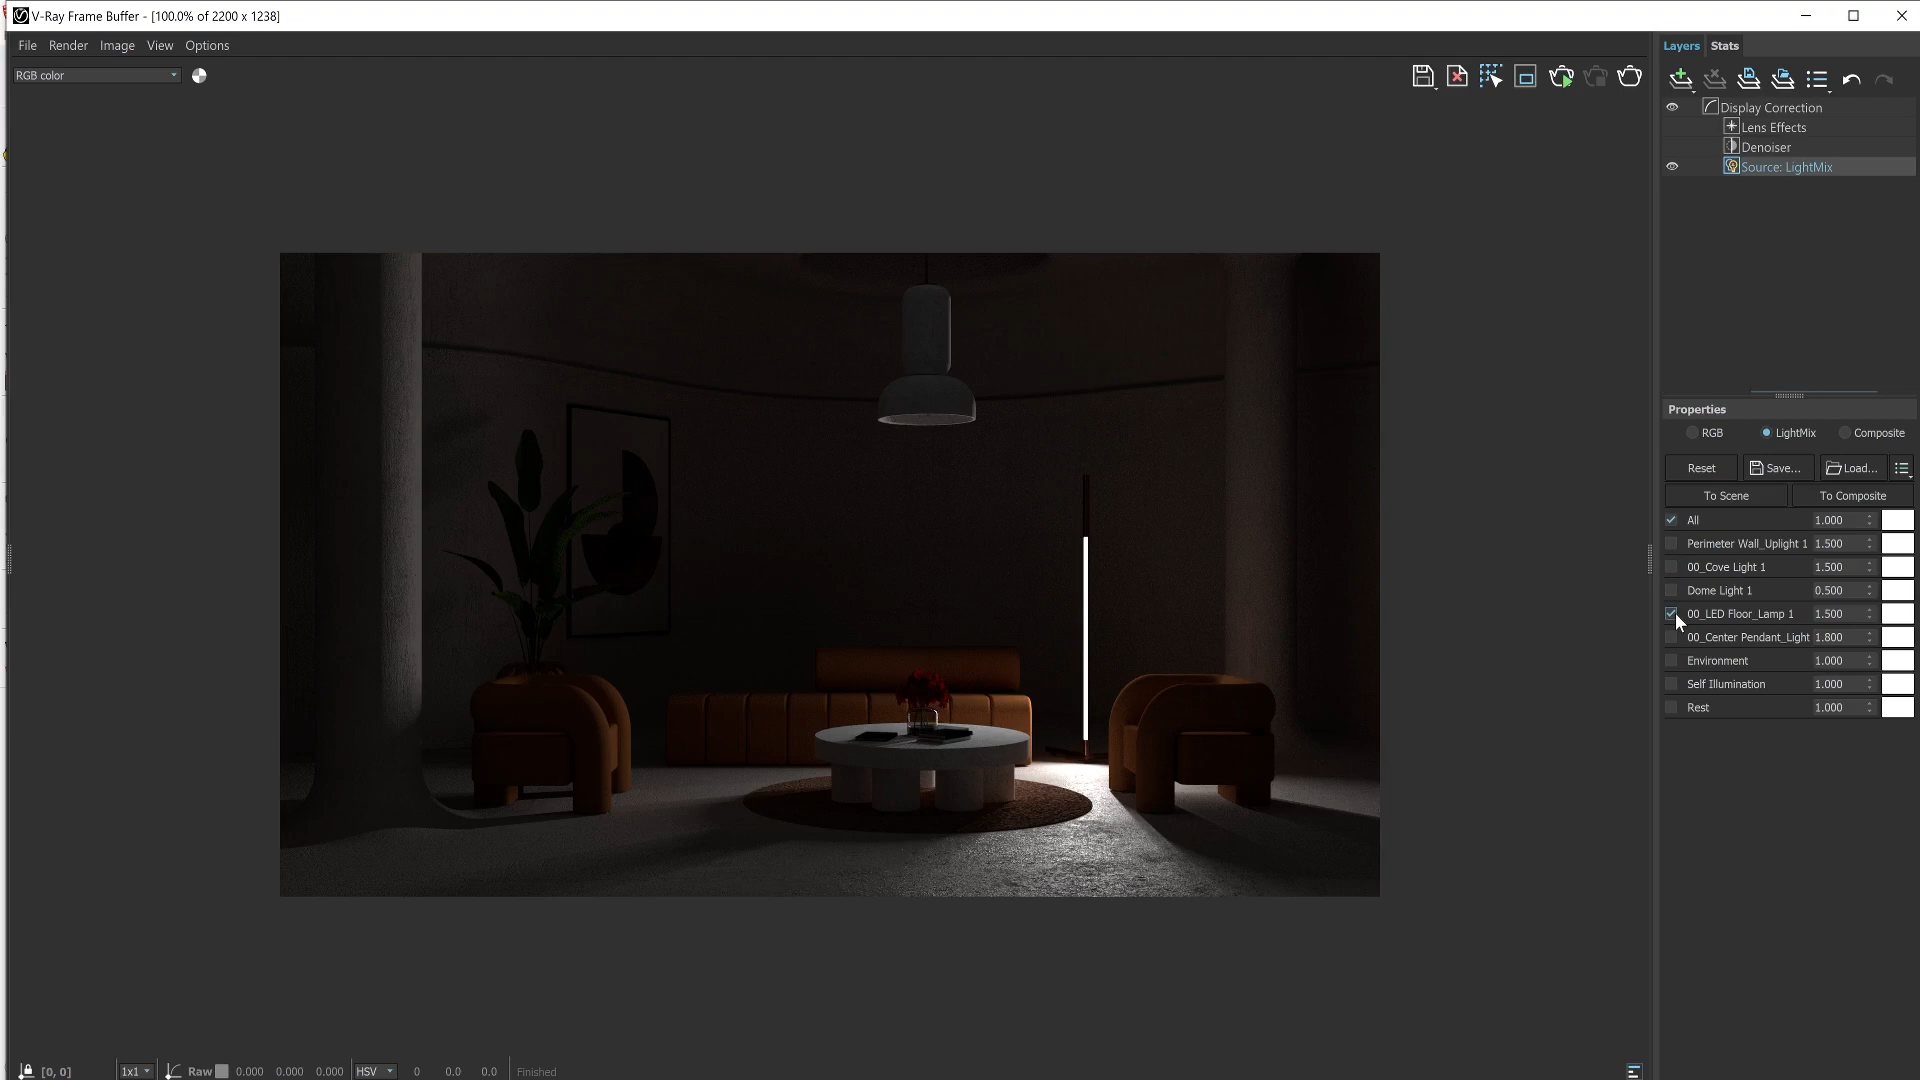 V-Ray Frame Buffer - [100.0% of 2200 x 1238]
File Render Image View Options
RGB color
Layers Stats
Display Correction
Lens Effects
Denoiser
Source: LightMix
Properties
RGB LightMix Composite
Reset Save... Load...
To Scene To Composite
All 1.000
Perimeter Wall_Uplight 1 1.500
00_Cove Light 1 1.500
Dome Light 1 0.500
00_LED Floor_Lamp 1 1.500
00_Center Pendant_Light 1.800
Environment 1.000
Self Illumination 1.000
Rest 1.000
[0, 0] 1x1 Raw 0.000 0.000 0.000 HSV 0 0.0 0.0 Finished